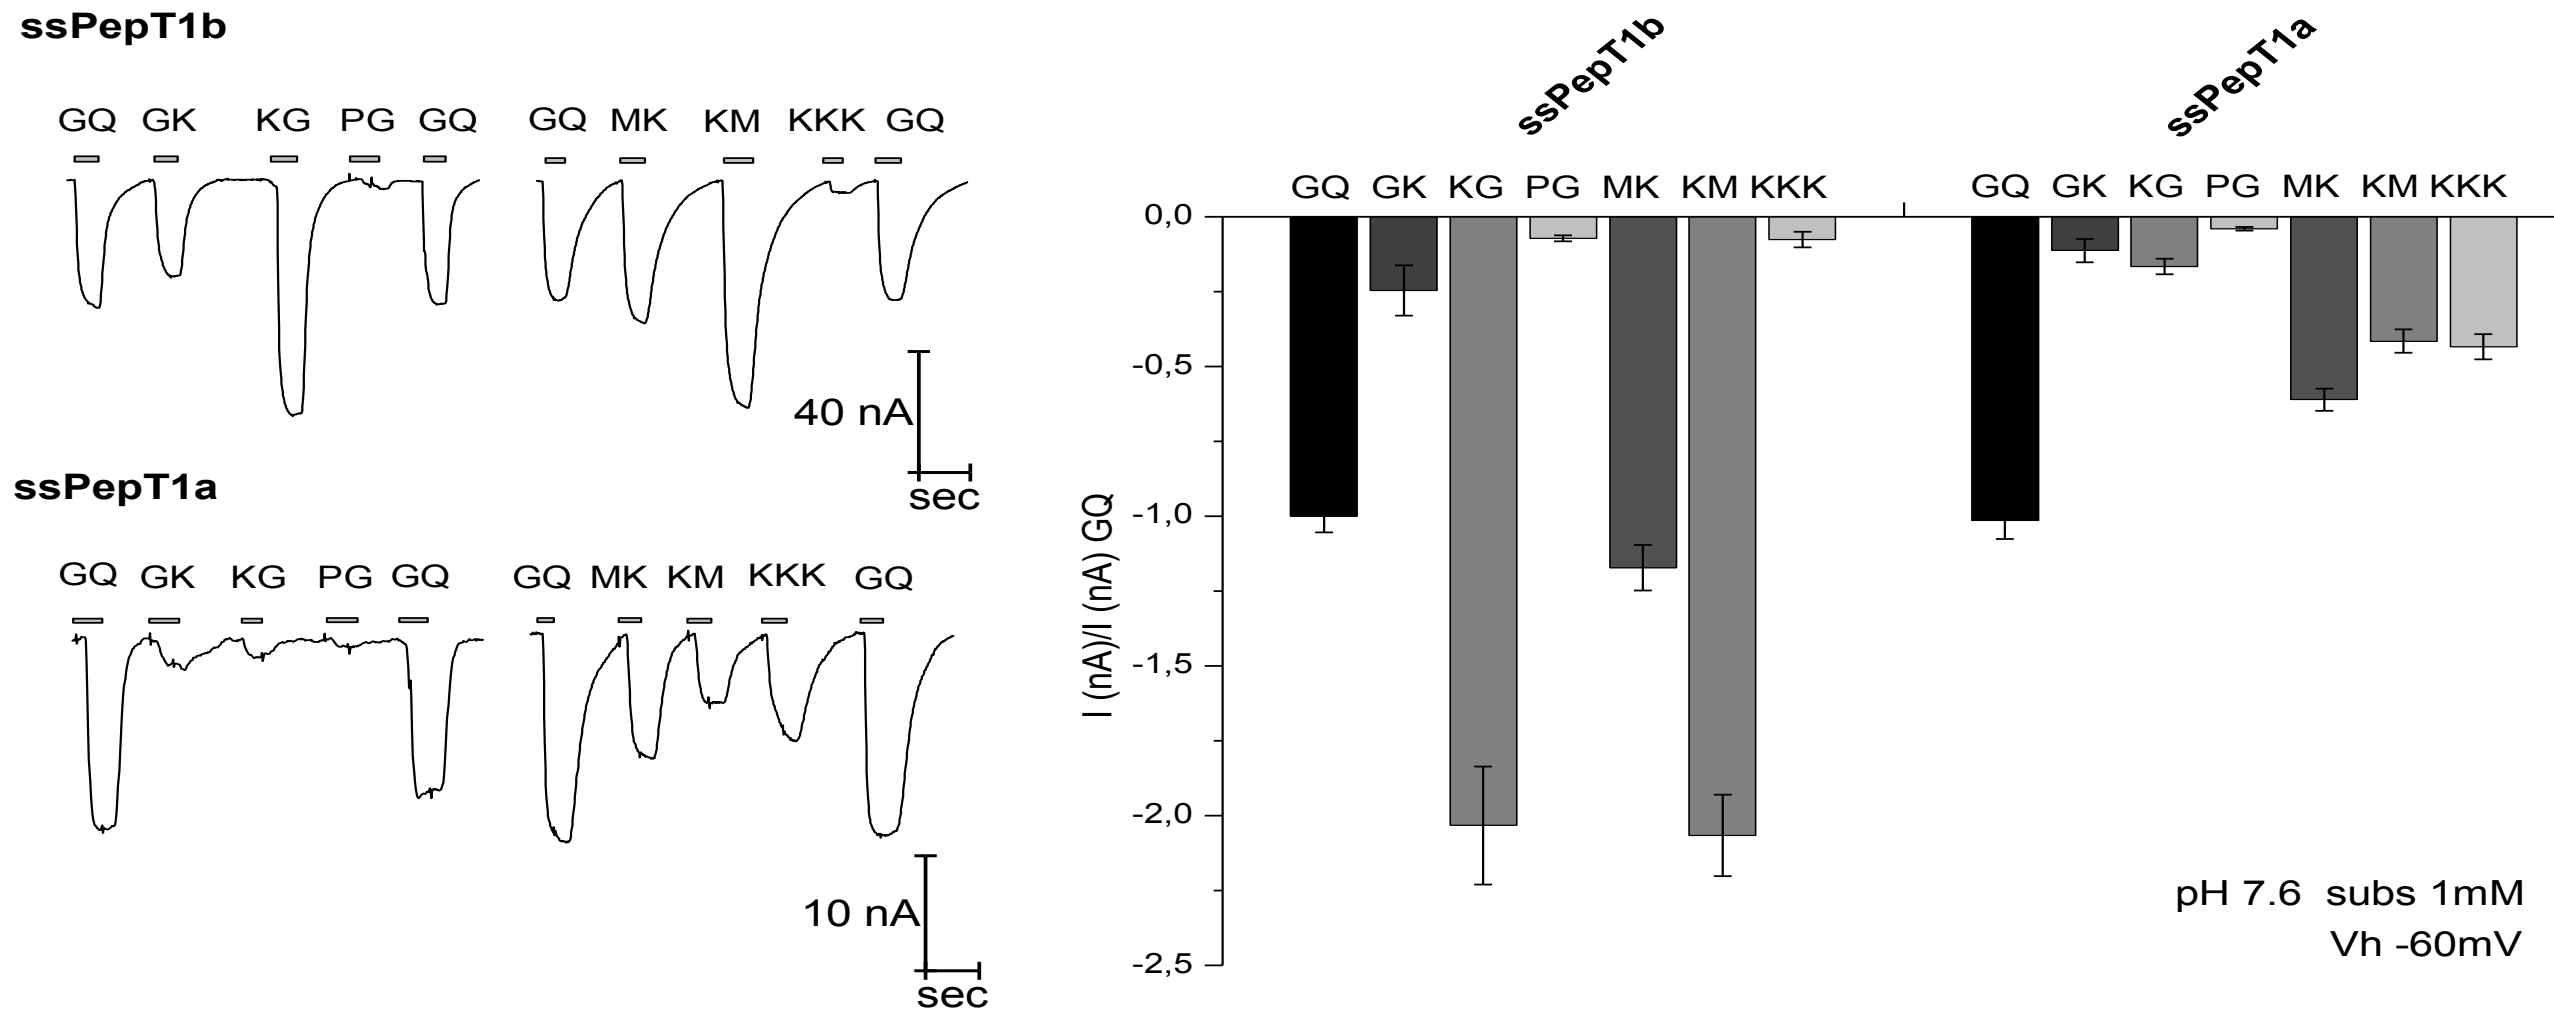 ssPepT1b
GQ GK KG PG GQ GQ MK KM KKK GQ
40 nA
sec
ssPepT1a
GQ GK KG PG GQ GQ MK KM KKK GQ
10 nA
sec
ssPepT1b ssPepT1a
GQ GK KG PG MK KM KKK GQ GK KG PG MK KM KKK
0,0
-0,5
-1,0
-1,5
-2,0
-2,5
I (nA)/I (nA) GQ
pH 7.6 subs 1mM
Vh -60mV